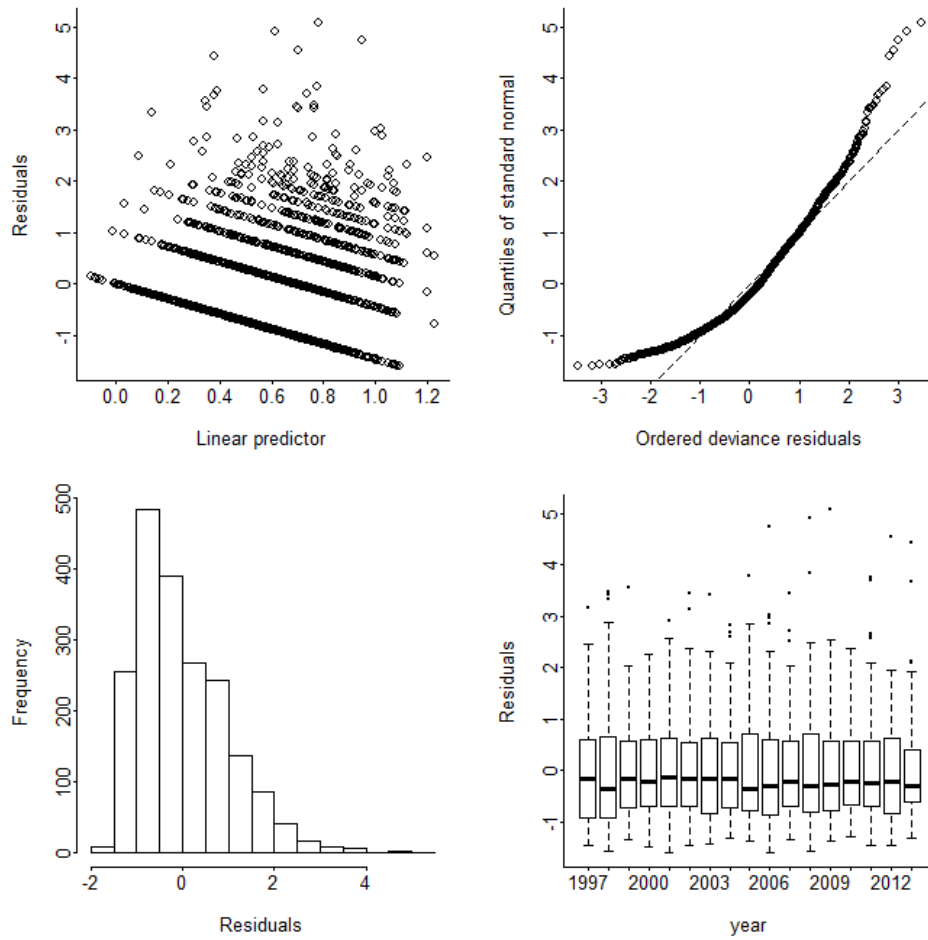 5
4
3
2
1
0
-1
Residuals
0.0 0.2 0.4 0.6 0.8 1.0 1.2
Linear predictor
5
4
3
2
1
0
-1
Quantiles of standard normal
-3 -2 -1 0 1 2 3
Ordered deviance residuals
500
400
300
200
100
0
Frequency
-2 0 2 4
Residuals
5
4
3
2
1
0
-1
Residuals
1997 2000 2003 2006 2009 2012
year